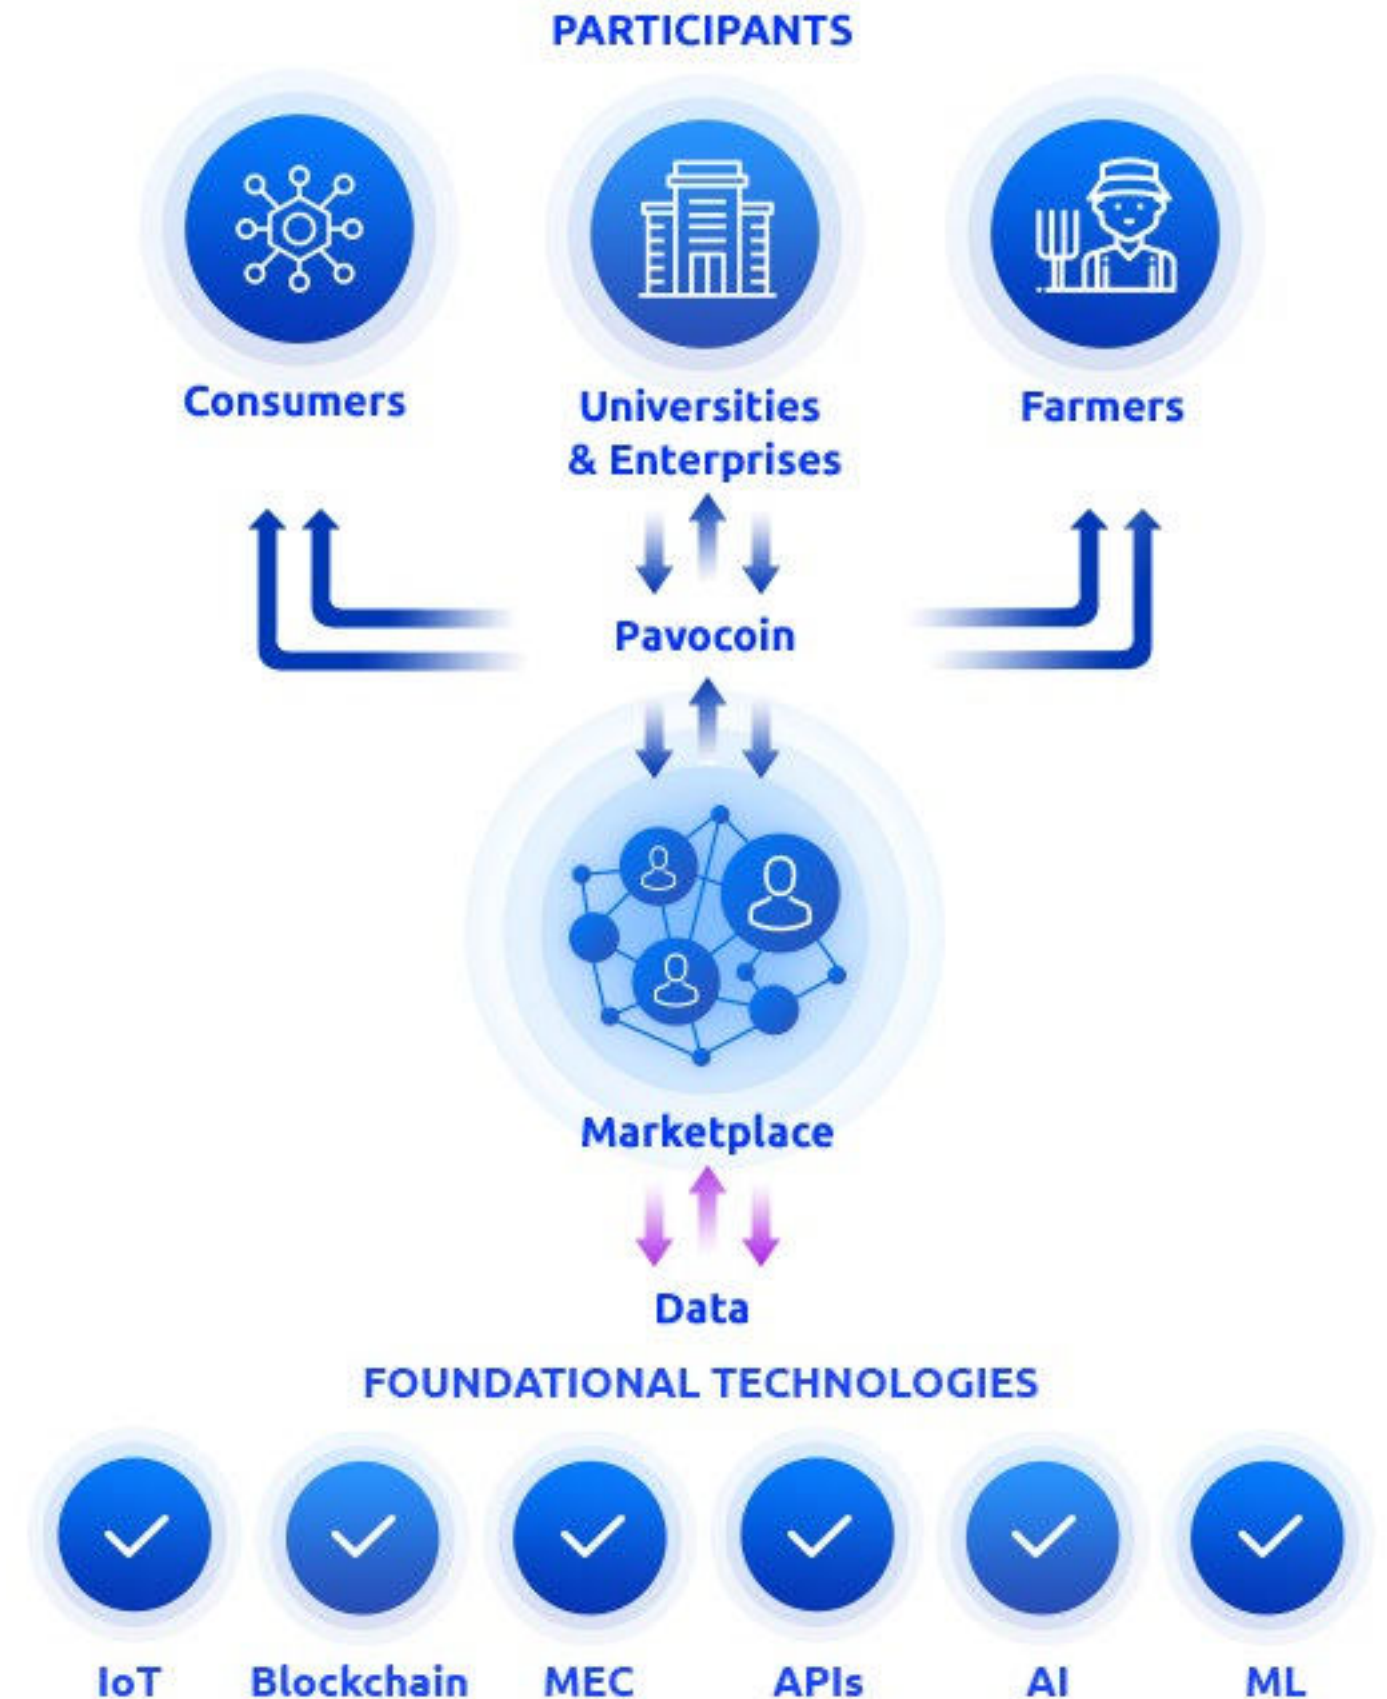 PARTICIPANTS
Consumers
Universities
& Enterprises
Farmers
Pavocoin
Marketplace
Data
FOUNDATIONAL TECHNOLOGIES
IoT
Blockchain
MEC
APIs
AI
ML